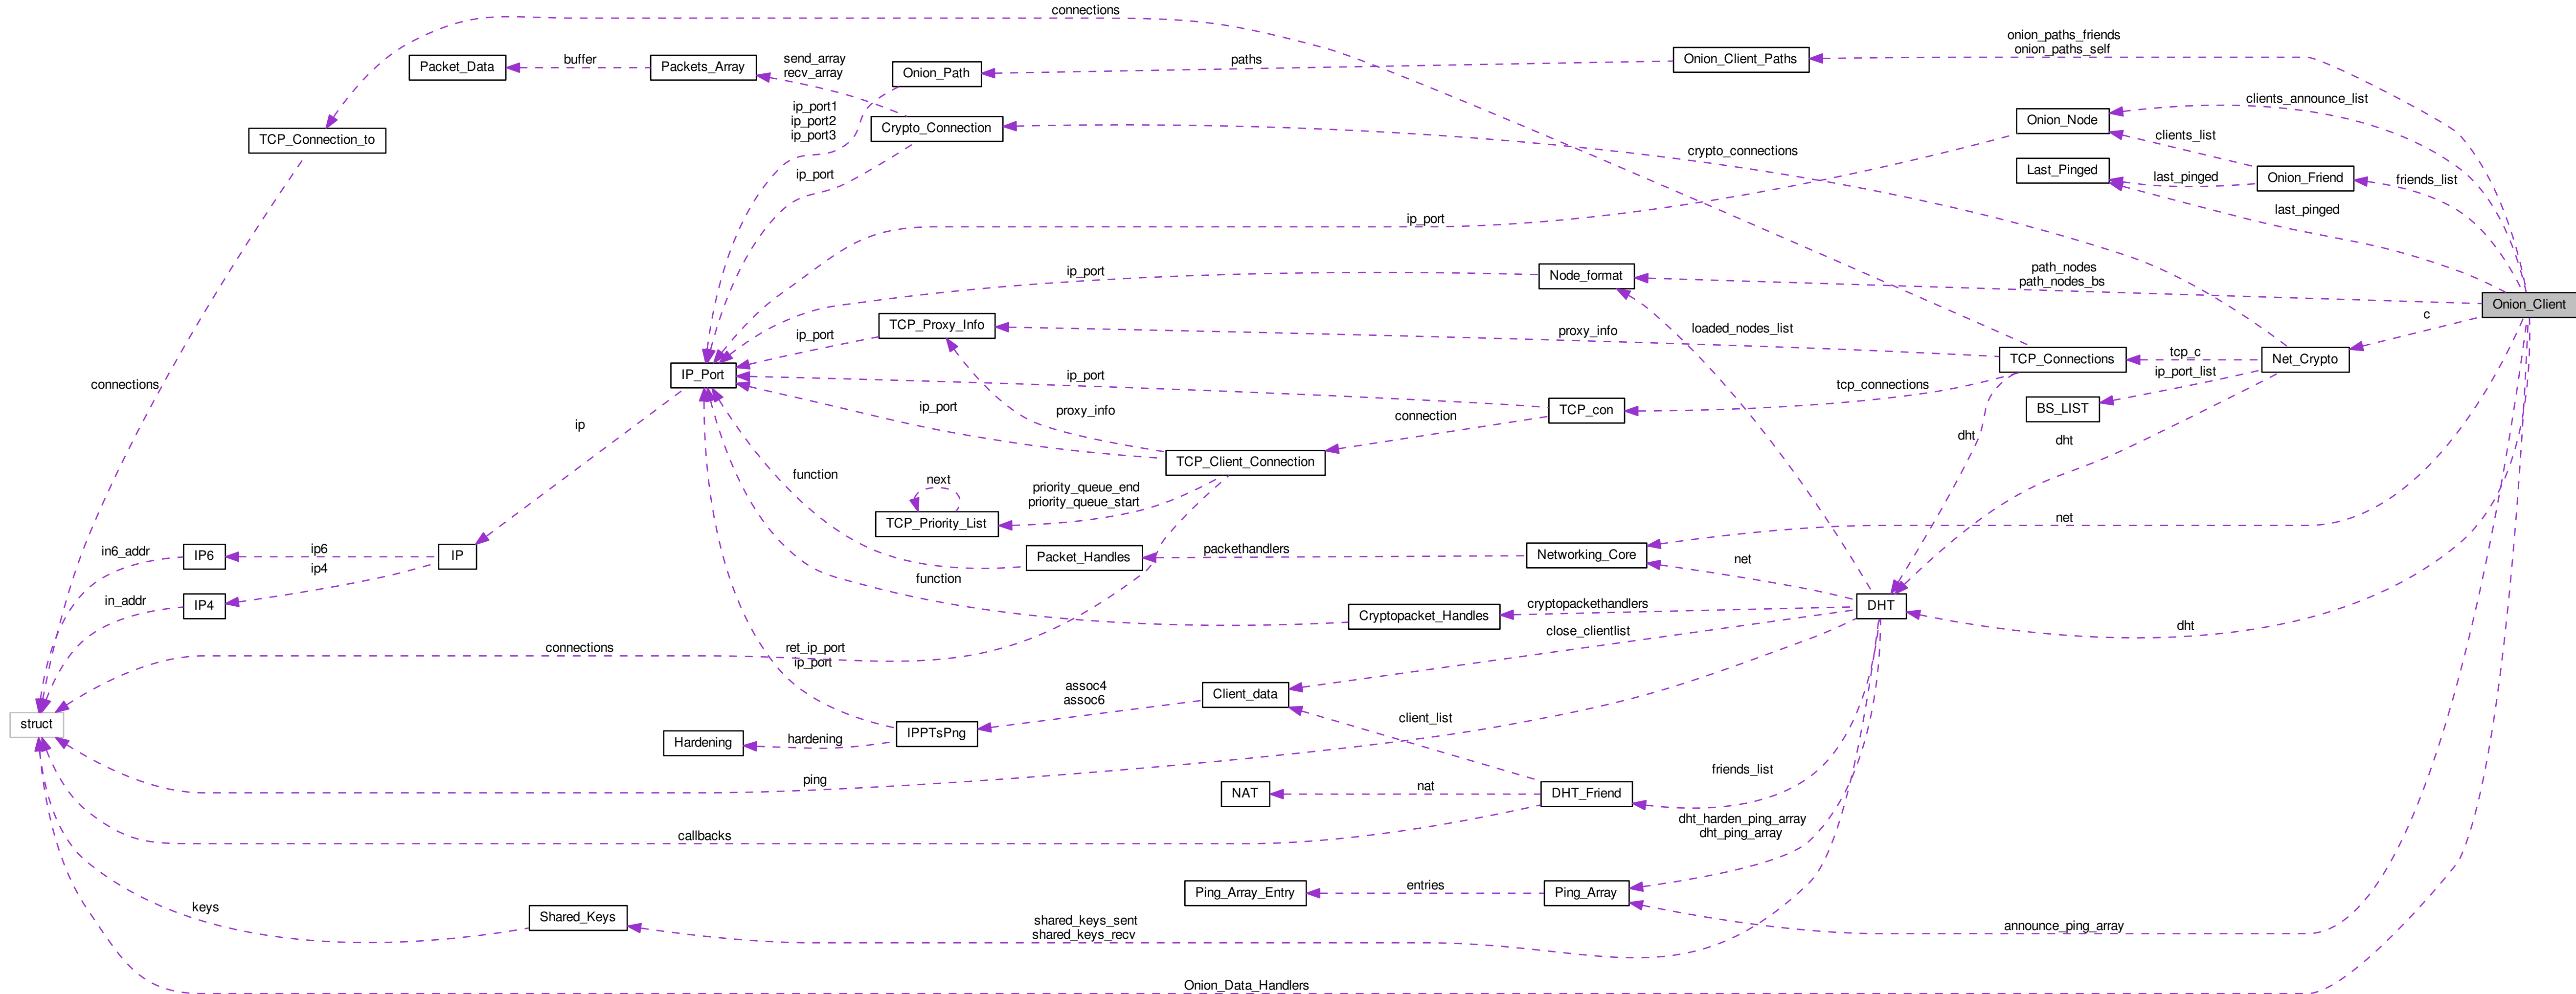 connections
onion_paths_friends
onion_paths_self
Packet_Data
buffer
Packets_Array
send_array
recv_array
Onion_Path
paths
Onion_Client_Paths
clients_announce_list
ip_port1
ip_port2
ip_port3
Crypto_Connection
Onion_Node
TCP_Connection_to
clients_list
crypto_connections
Last_Pinged
last_pinged
Onion_Friend
friends_list
ip_port
last_pinged
ip_port
ip_port
Node_format
path_nodes
path_nodes_bs
Onion_Client
c
TCP_Proxy_Info
ip_port
proxy_info
loaded_nodes_list
TCP_Connections
tcp_c
Net_Crypto
IP_Port
ip_port
ip_port_list
connections
tcp_connections
ip_port
proxy_info
connection
TCP_con
BS_LIST
ip
dht
dht
TCP_Client_Connection
function
next
priority_queue_end
priority_queue_start
TCP_Priority_List
net
in6_addr
IP6
ip6
IP
packethandlers
Packet_Handles
Networking_Core
net
ip4
function
in_addr
IP4
cryptopackethandlers
Cryptopacket_Handles
DHT
close_clientlist
dht
connections
ret_ip_port
ip_port
assoc4
assoc6
Client_data
struct
client_list
Hardening
hardening
IPPTsPng
ping
friends_list
NAT
nat
DHT_Friend
callbacks
dht_harden_ping_array
dht_ping_array
Ping_Array_Entry
entries
Ping_Array
keys
Shared_Keys
shared_keys_sent
shared_keys_recv
announce_ping_array
Onion_Data_Handlers